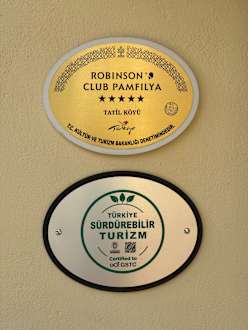 ROBINSON
CLUB PAMFILYA
★★★★★
TATİL KÖYÜ
Türkiye
T.C. KÜLTÜR VE TURİZM BAKANLIĞI DENETİMİNDEDİR.
TÜRKİYE
SÜRDÜREBİLİR
TURİZM
Certified to
GSTC